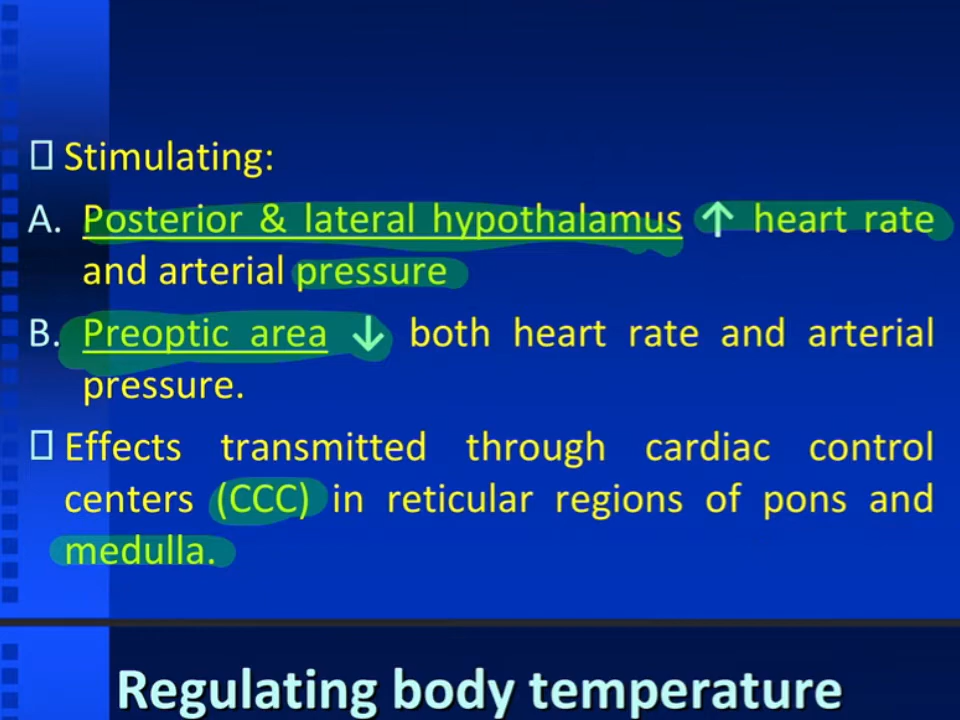 Stimulating:
A. Posterior & lateral hypothalamus ↑ heart rate
and arterial pressure
B. Preoptic area ↓ both heart rate and arterial
pressure.
Effects transmitted through cardiac control
centers (CCC) in reticular regions of pons and
medulla.
Regulating body temperature